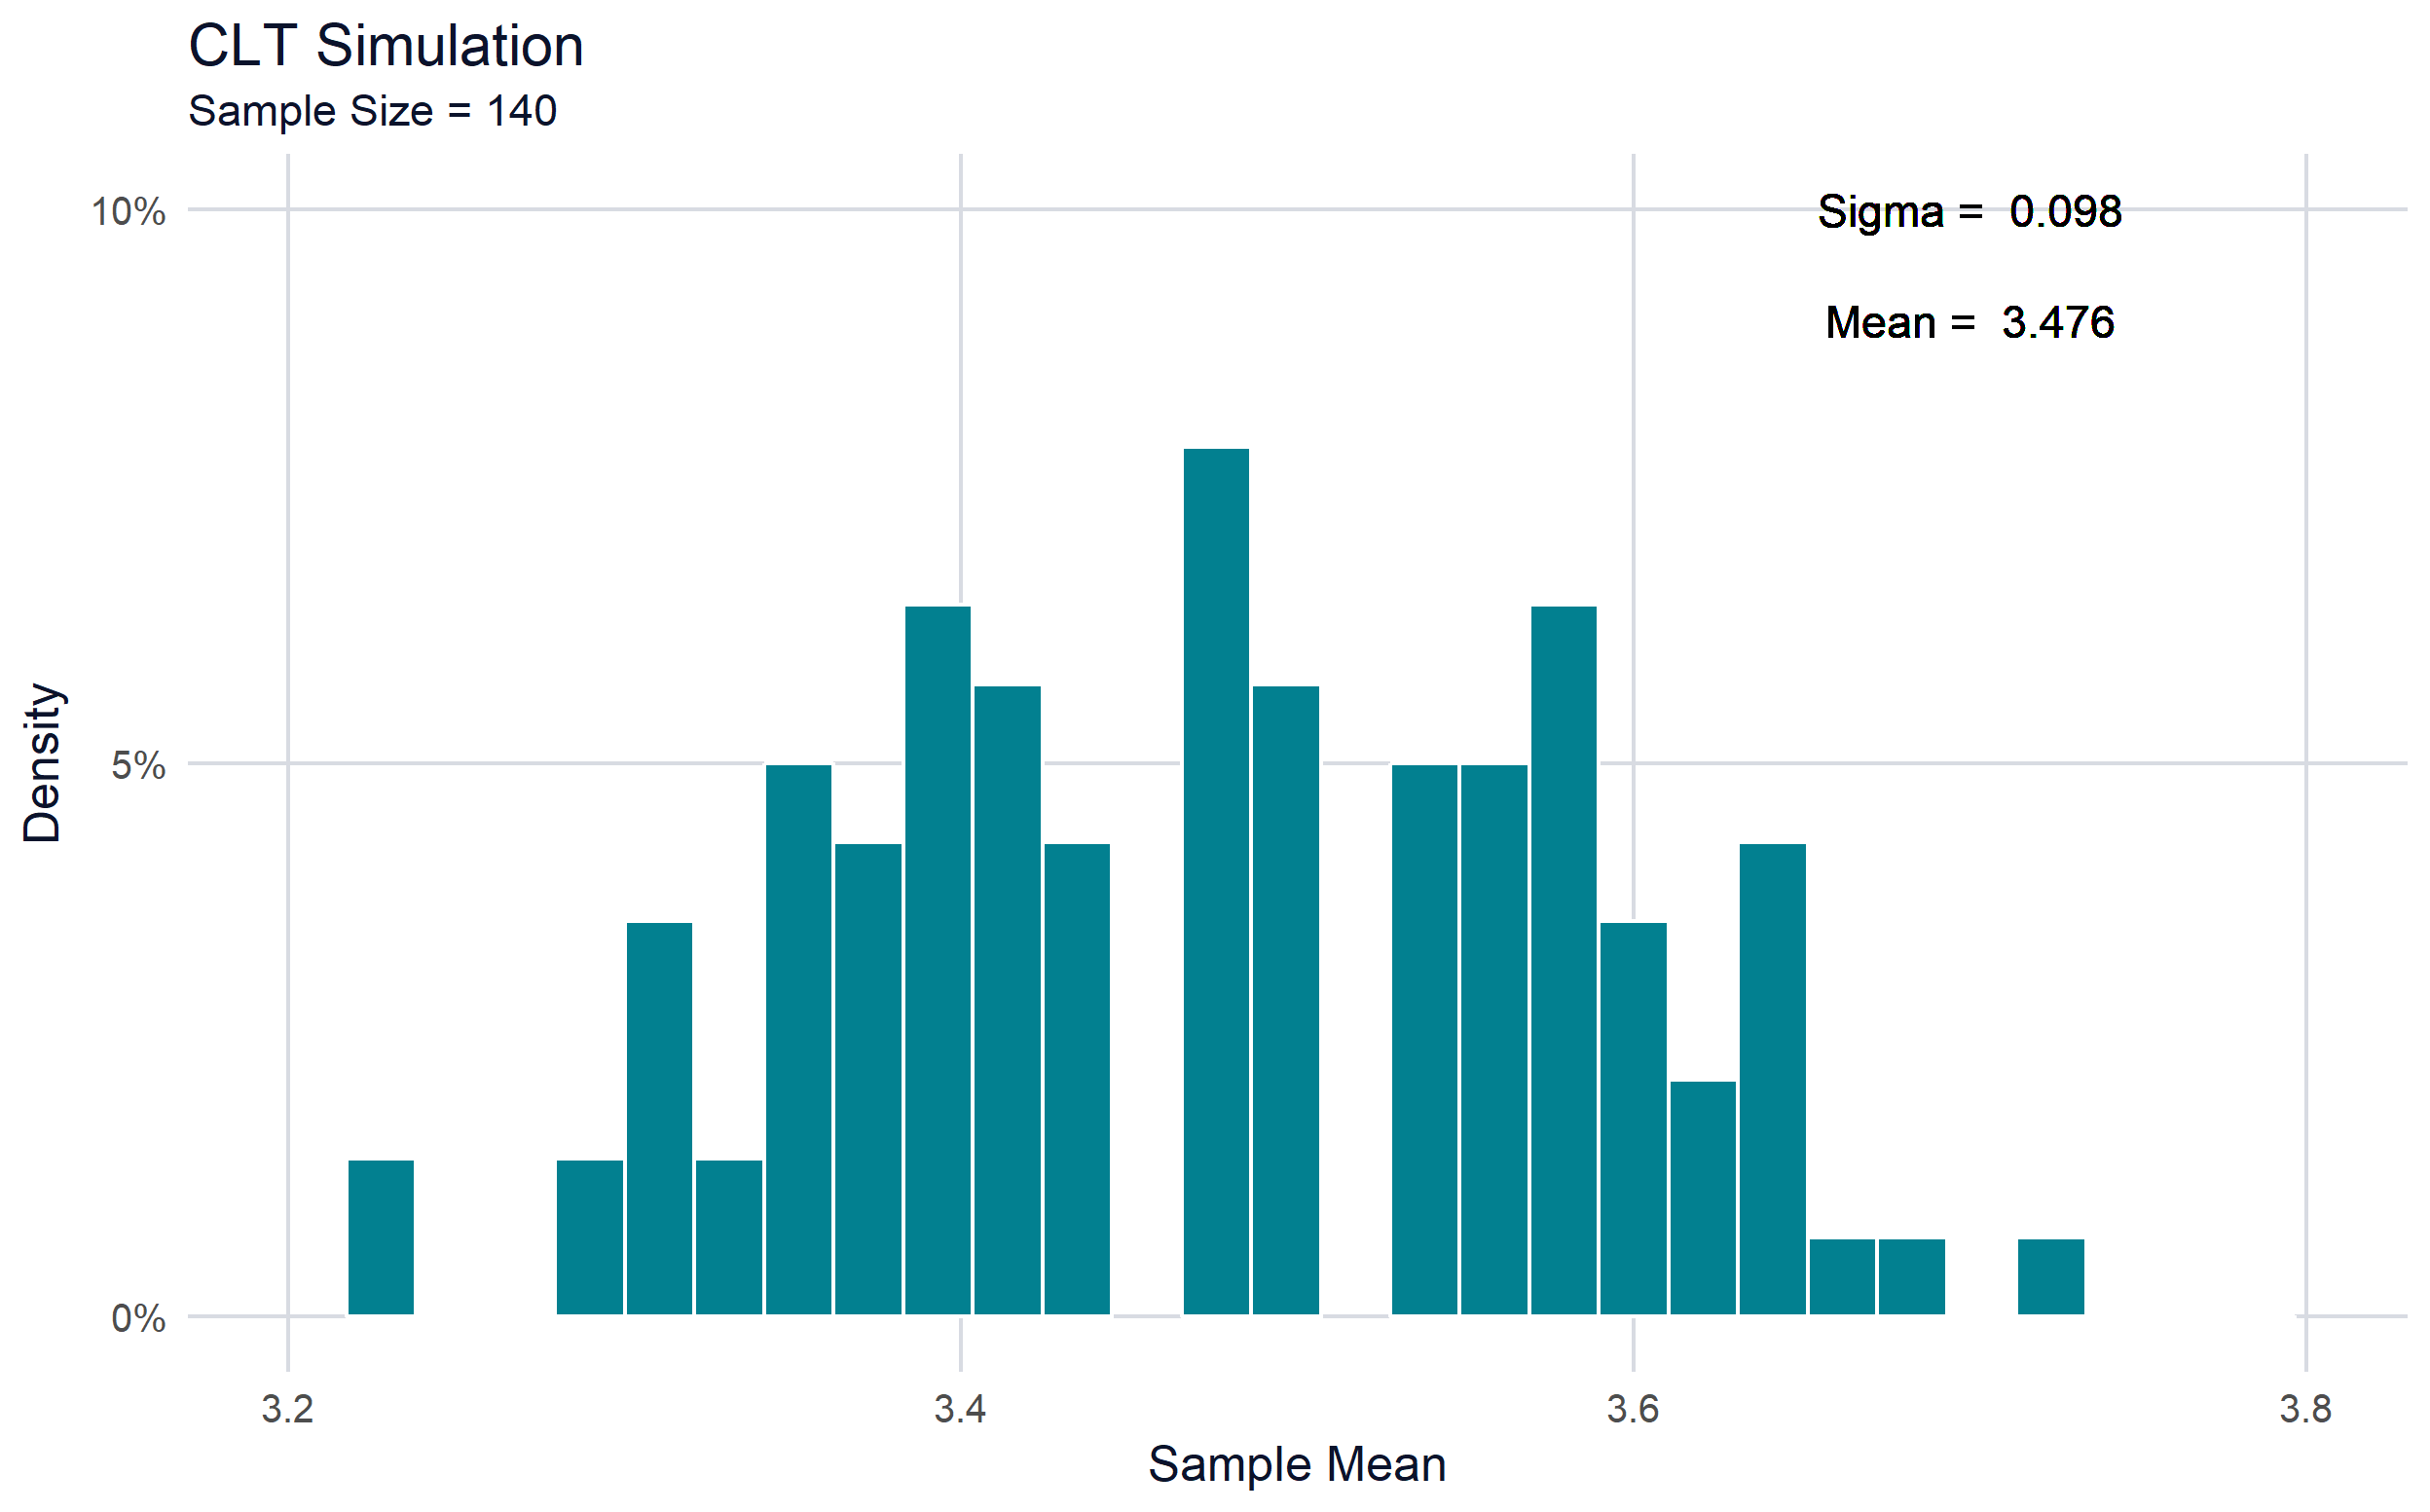 CLT Simulation
Sample Size = 140
10%
Sigma = 0.098
Mean = 3.476
5%
Density
0%
3.2 3.4 3.6 3.8
Sample Mean